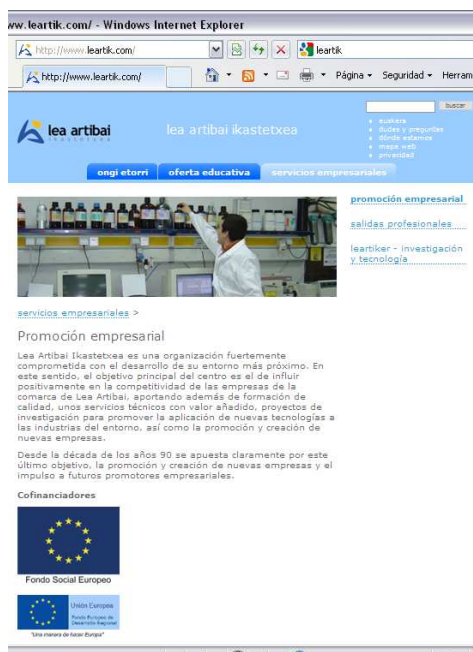 ww.leartik.com/ - Windows Internet Explorer
http://www.leartik.com/
leartik
http://www.leartik.com/
Página
Seguridad
Herram
buscar
lea artibai
lea artibai ikastetxea
euskera
dudas y preguntas
dónde estamos
mapa web
privacidad
ongi etorri
oferta educativa
servicios empresariales
promoción empresarial
salidas profesionales
leartiker - investigación
y tecnología
servicios empresariales >
Promoción empresarial
Lea Artibai Ikastetxea es una organización fuertemente
comprometida con el desarrollo de su entorno más próximo. En
este sentido, el objetivo principal del centro es el de influir
positivamente en la competitividad de las empresas de la
comarca de Lea Artibai, aportando además de formación de
calidad, unos servicios técnicos con valor añadido, proyectos de
investigación para promover la aplicación de nuevas tecnologías a
las industrias del entorno, así como la promoción y creación de
nuevas empresas.
Desde la década de los años 90 se apuesta claramente por este
último objetivo, la promoción y creación de nuevas empresas y el
impulso a futuros promotores empresariales.
Cofinanciadores
Fondo Social Europeo
Unión Europea
Fondo Europeo de
Desarrollo Regional
"Una manera de hacer Europa"